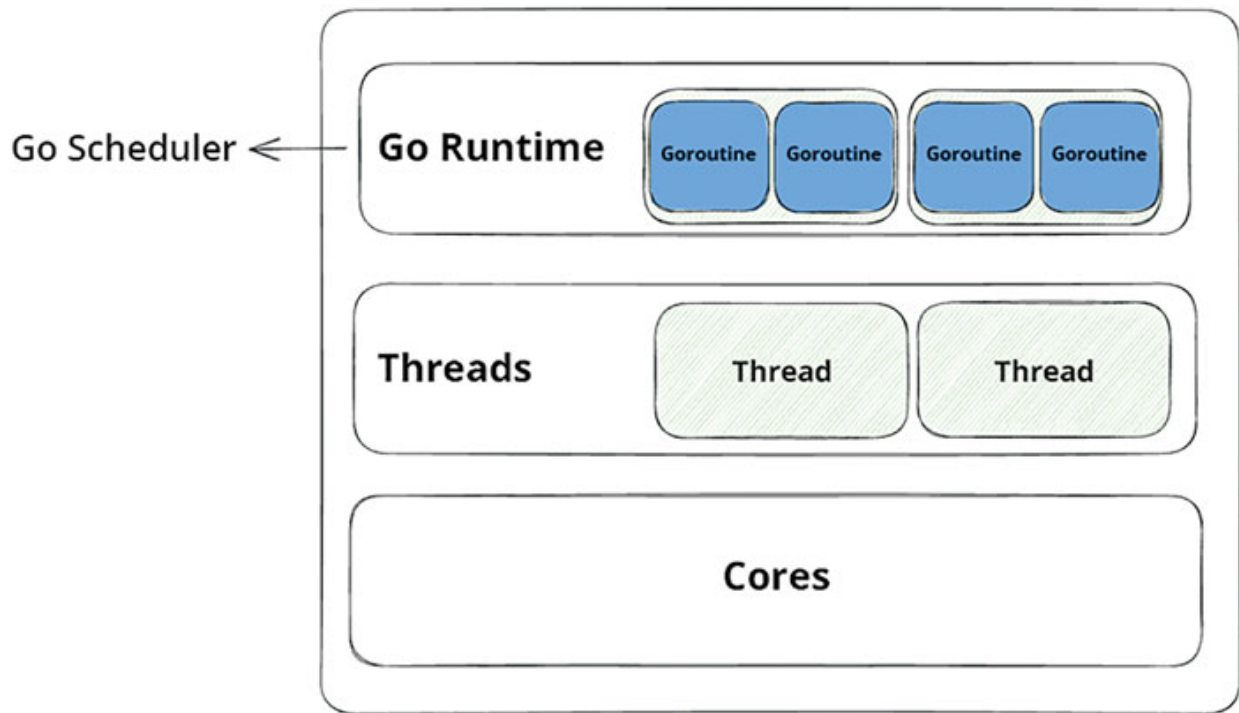 Go Scheduler
Go Runtime
Goroutine
Goroutine
Goroutine
Goroutine
Threads
Thread
Thread
Cores